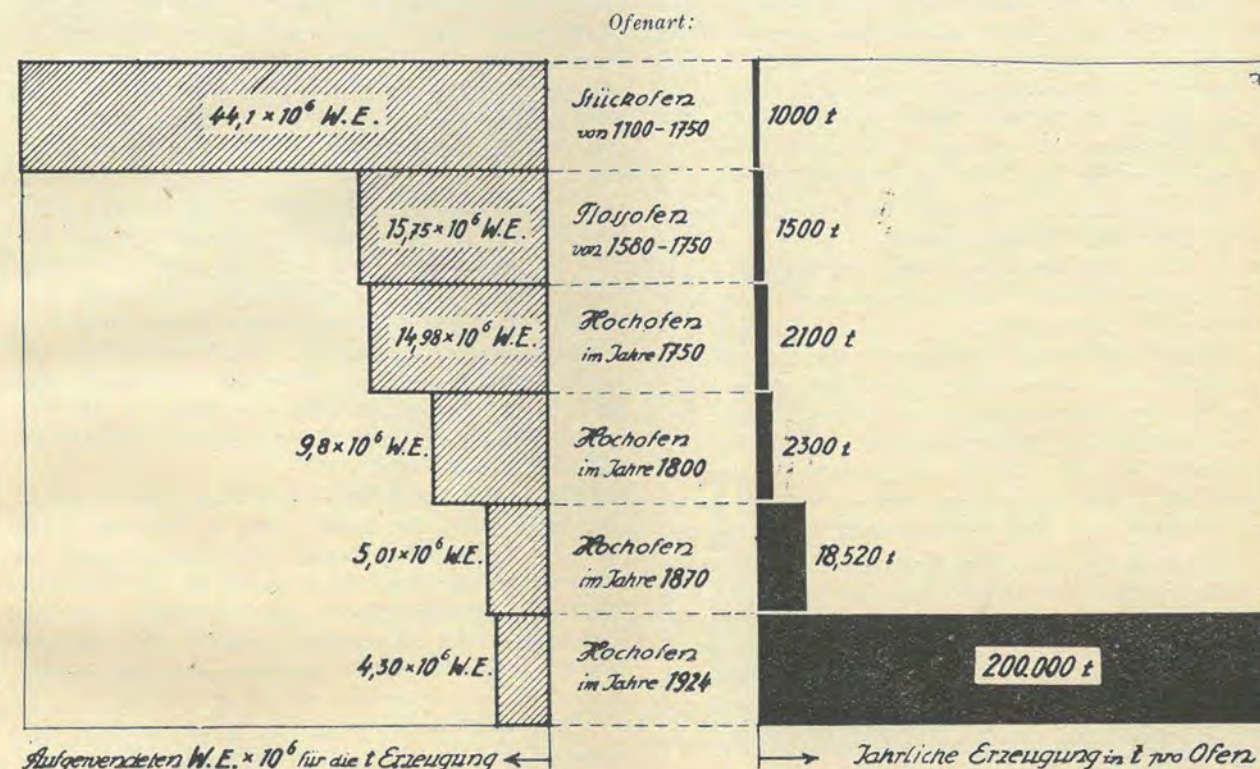 Ofenart:
44,1 × 10⁶ W.E.
Stückofen
von 1100-1750
1000 t
15,75 × 10⁶ W.E.
Flossofen
von 1580-1750
1500 t
14,98 × 10⁶ W.E.
Hochofen
im Jahre 1750
2100 t
9,8 × 10⁶ W.E.
Hochofen
im Jahre 1800
2300 t
5,01 × 10⁶ W.E.
Hochofen
im Jahre 1870
18,520 t
4,30 × 10⁶ W.E.
Hochofen
im Jahre 1924
200.000 t
Aufgewendeten W.E. × 10⁶ für die t Erzeugung
Jahrliche Erzeugung in t pro Ofen